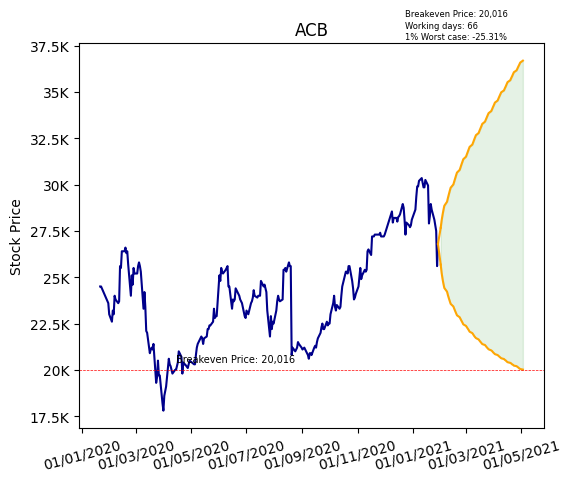 Breakeven Price: 20,016
Working days: 66
1% Worst case: -25.31%
ACB
37.5K
35K
32.5K
30K
27.5K
25K
22.5K
20K
17.5K
Stock Price
Breakeven Price: 20,016
01/01/2020
01/03/2020
01/05/2020
01/07/2020
01/09/2020
01/11/2020
01/01/2021
01/03/2021
01/05/2021